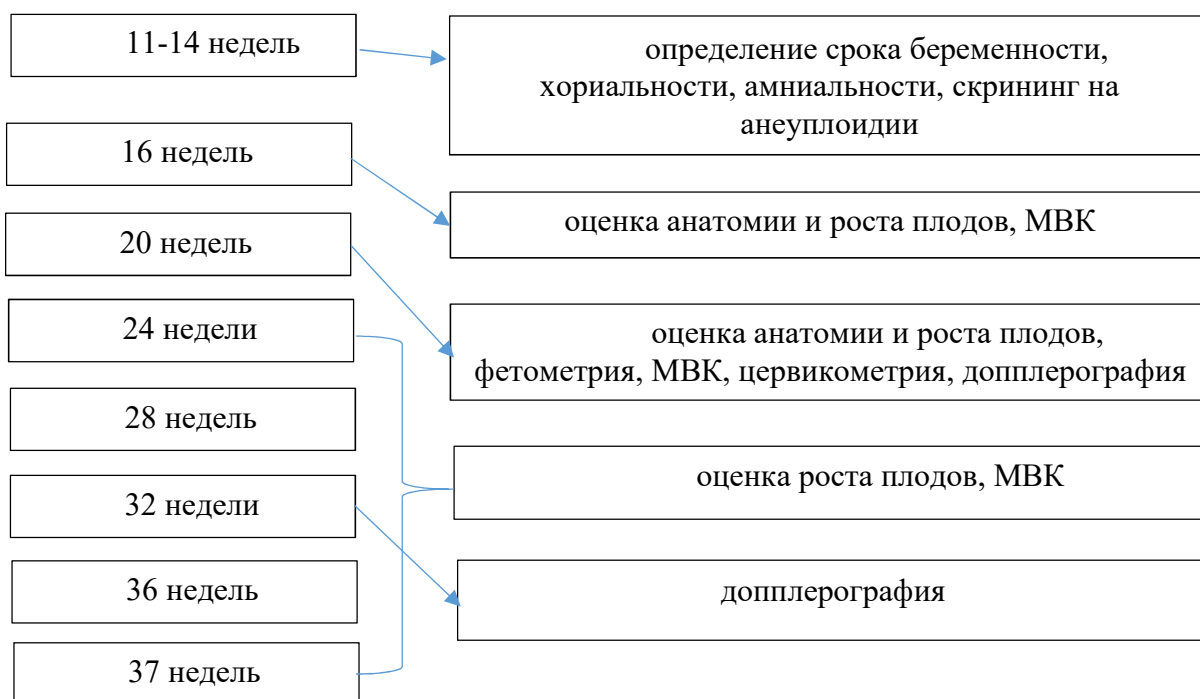 11-14 недель
определение срока беременности,
хориальности, амниальности, скрининг на
анеуплоидии
16 недель
оценка анатомии и роста плодов, МВК
20 недель
24 недели
оценка анатомии и роста плодов,
фетометрия, МВК, цервикометрия, допплерография
28 недель
оценка роста плодов, МВК
32 недели
36 недель
допплерография
37 недель